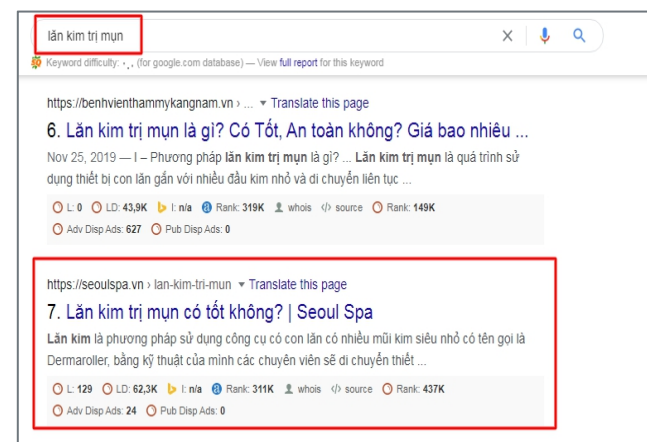 lăn kim trị mụn
Keyword difficulty: (for google.com database) — View full report for this keyword
https://benhvienthammykangnam.vn › ... ▼ Translate this page
6. Lăn kim trị mụn là gì? Có Tốt, An toàn không? Giá bao nhiêu ...
Nov 25, 2019 — I – Phương pháp lăn kim trị mụn là gì? ... Lăn kim trị mụn là quá trình sử
dụng thiết bị con lăn gắn với nhiều đầu kim nhỏ và di chuyển liên tục ...
L: 0 LD: 43,9K I: n/a Rank: 319K whois </> source Rank: 149K
Adv Disp Ads: 627 Pub Disp Ads: 0
https://seoulspa.vn › lan-kim-tri-mun ▼ Translate this page
7. Lăn kim trị mụn có tốt không? | Seoul Spa
Lăn kim là phương pháp sử dụng công cụ có con lăn có nhiều mũi kim siêu nhỏ có tên gọi là
Dermaroller, bằng kỹ thuật của mình các chuyên viên sẽ di chuyển thiết ...
L: 129 LD: 62,3K I: n/a Rank: 311K whois </> source Rank: 437K
Adv Disp Ads: 24 Pub Disp Ads: 0